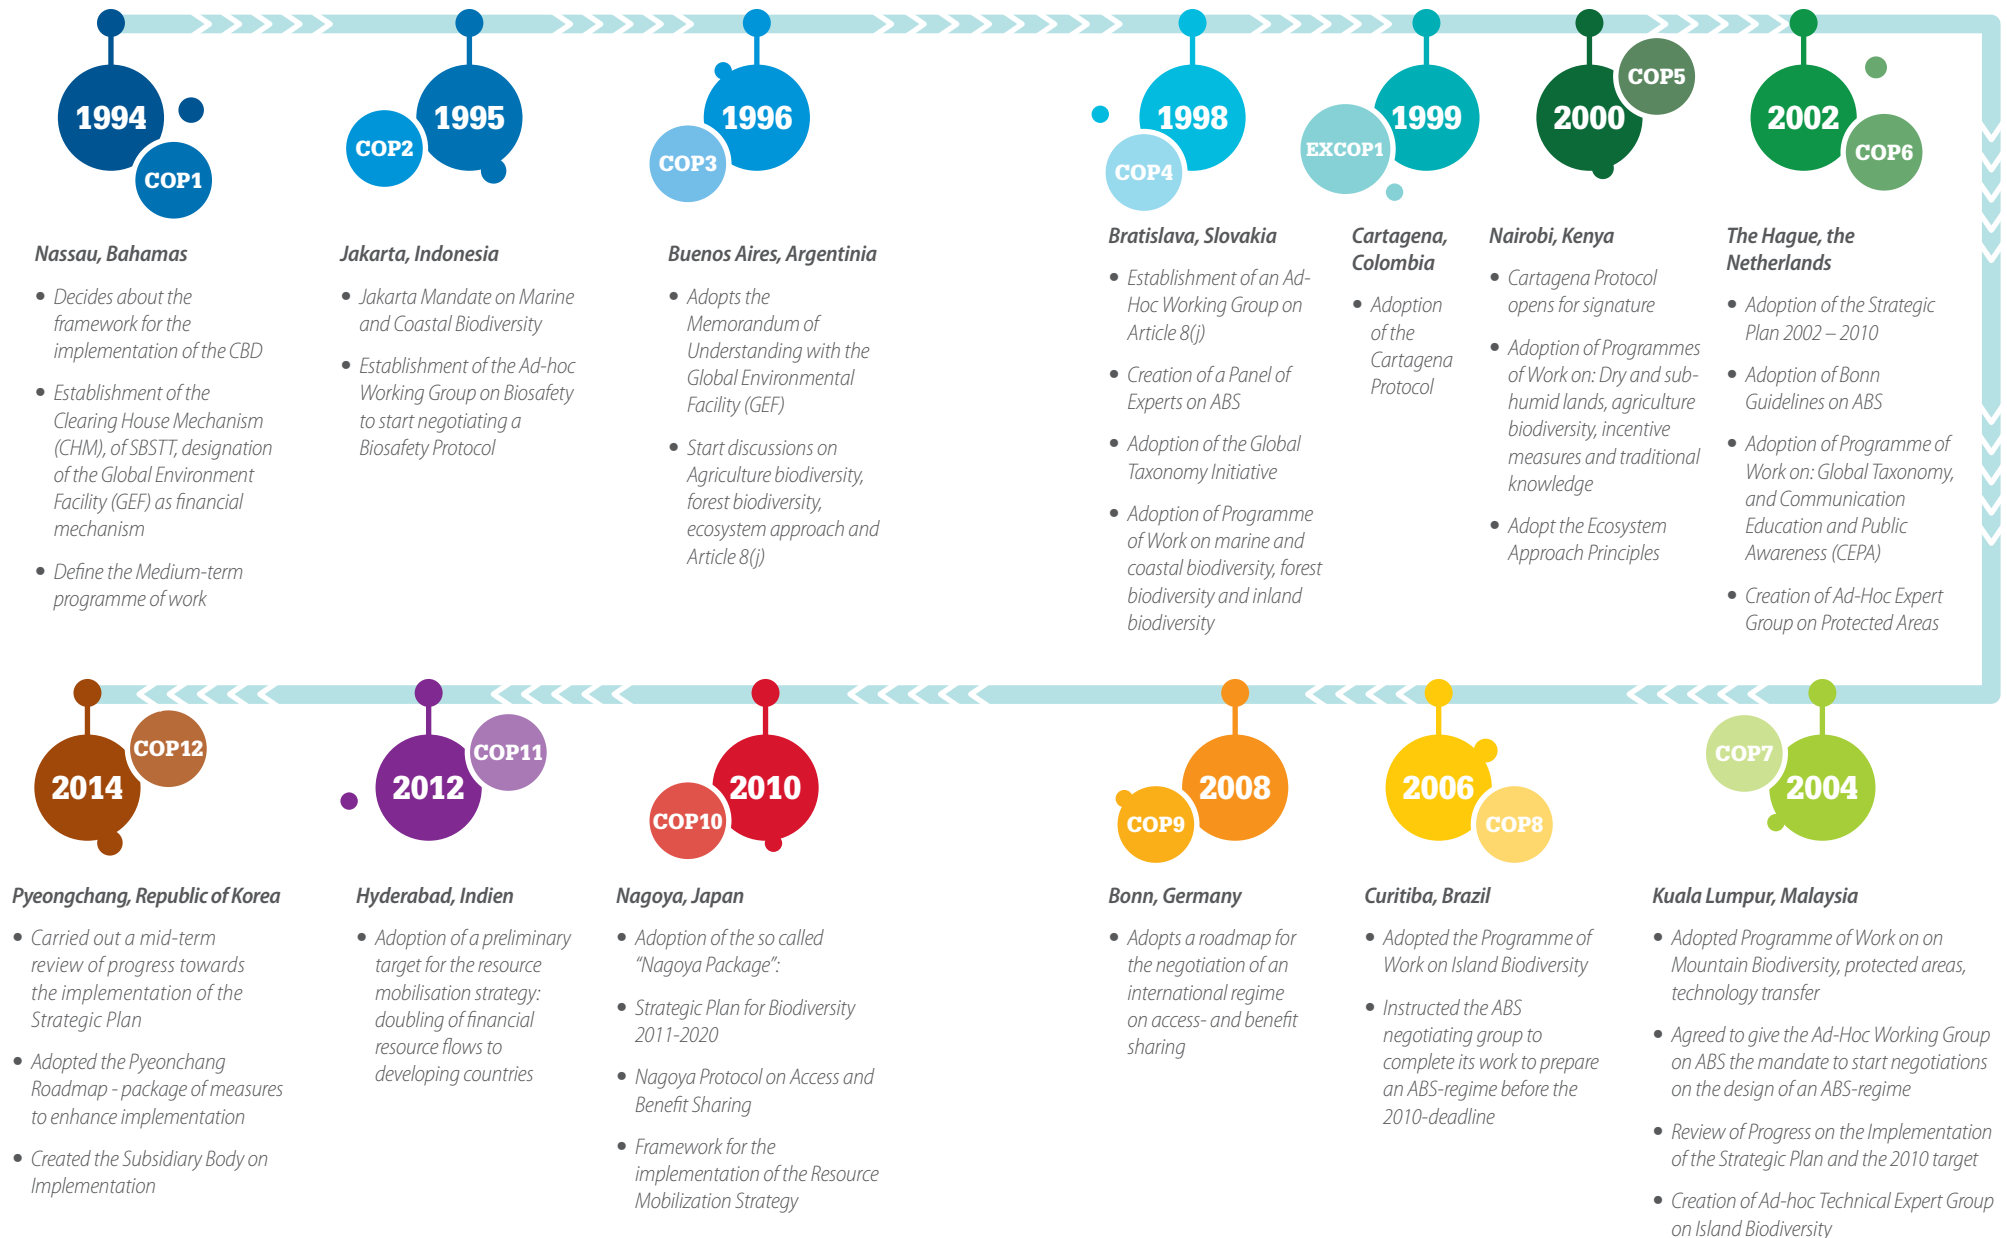 1994
COP1
Nassau, Bahamas
• Decides about the
framework for the
implementation of the CBD
• Establishment of the
Clearing House Mechanism
(CHM), of SBSTT, designation
of the Global Environment
Facility (GEF) as financial
mechanism
• Define the Medium-term
programme of work
1995
COP2
Jakarta, Indonesia
• Jakarta Mandate on Marine
and Coastal Biodiversity
• Establishment of the Ad-hoc
Working Group on Biosafety
to start negotiating a
Biosafety Protocol
1996
COP3
Buenos Aires, Argentinia
• Adopts the
Memorandum of
Understanding with the
Global Environmental
Facility (GEF)
• Start discussions on
Agriculture biodiversity,
forest biodiversity,
ecosystem approach and
Article 8(j)
1998
COP4
Bratislava, Slovakia
• Establishment of an Ad-
Hoc Working Group on
Article 8(j)
• Creation of a Panel of
Experts on ABS
• Adoption of the Global
Taxonomy Initiative
• Adoption of Programme
of Work on marine and
coastal biodiversity, forest
biodiversity and inland
biodiversity
1999
EXCOP1
Cartagena,
Colombia
• Adoption
of the
Cartagena
Protocol
2000
COP5
Nairobi, Kenya
• Cartagena Protocol
opens for signature
• Adoption of Programmes
of Work on: Dry and sub-
humid lands, agriculture
biodiversity, incentive
measures and traditional
knowledge
• Adopt the Ecosystem
Approach Principles
2002
COP6
The Hague, the
Netherlands
• Adoption of the Strategic
Plan 2002 – 2010
• Adoption of Bonn
Guidelines on ABS
• Adoption of Programme of
Work on: Global Taxonomy,
and Communication
Education and Public
Awareness (CEPA)
• Creation of Ad-Hoc Expert
Group on Protected Areas
2014
COP12
Pyeongchang, Republic of Korea
• Carried out a mid-term
review of progress towards
the implementation of the
Strategic Plan
• Adopted the Pyeonchang
Roadmap - package of measures
to enhance implementation
• Created the Subsidiary Body on
Implementation
2012
COP11
Hyderabad, Indien
• Adoption of a preliminary
target for the resource
mobilisation strategy:
doubling of financial
resource flows to
developing countries
2010
COP10
Nagoya, Japan
• Adoption of the so called
“Nagoya Package”:
• Strategic Plan for Biodiversity
2011-2020
• Nagoya Protocol on Access and
Benefit Sharing
• Framework for the
implementation of the Resource
Mobilization Strategy
2008
COP9
Bonn, Germany
• Adopts a roadmap for
the negotiation of an
international regime
on access- and benefit
sharing
2006
COP8
Curitiba, Brazil
• Adopted the Programme of
Work on Island Biodiversity
• Instructed the ABS
negotiating group to
complete its work to prepare
an ABS-regime before the
2010-deadline
2004
COP7
Kuala Lumpur, Malaysia
• Adopted Programme of Work on on
Mountain Biodiversity, protected areas,
technology transfer
• Agreed to give the Ad-Hoc Working Group
on ABS the mandate to start negotiations
on the design of an ABS-regime
• Review of Progress on the Implementation
of the Strategic Plan and the 2010 target
• Creation of Ad-hoc Technical Expert Group
on Island Biodiversity